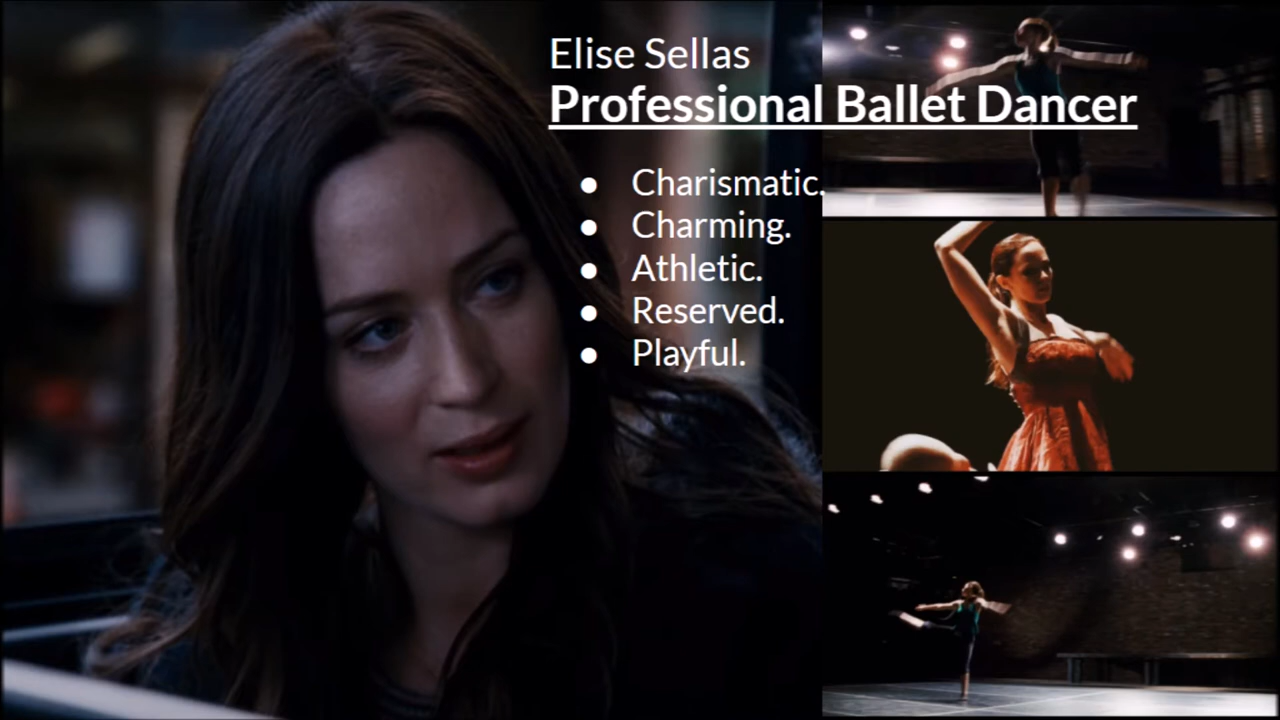 Elise Sellas
Professional Ballet Dancer
● Charismatic.
● Charming.
● Athletic.
● Reserved.
● Playful.